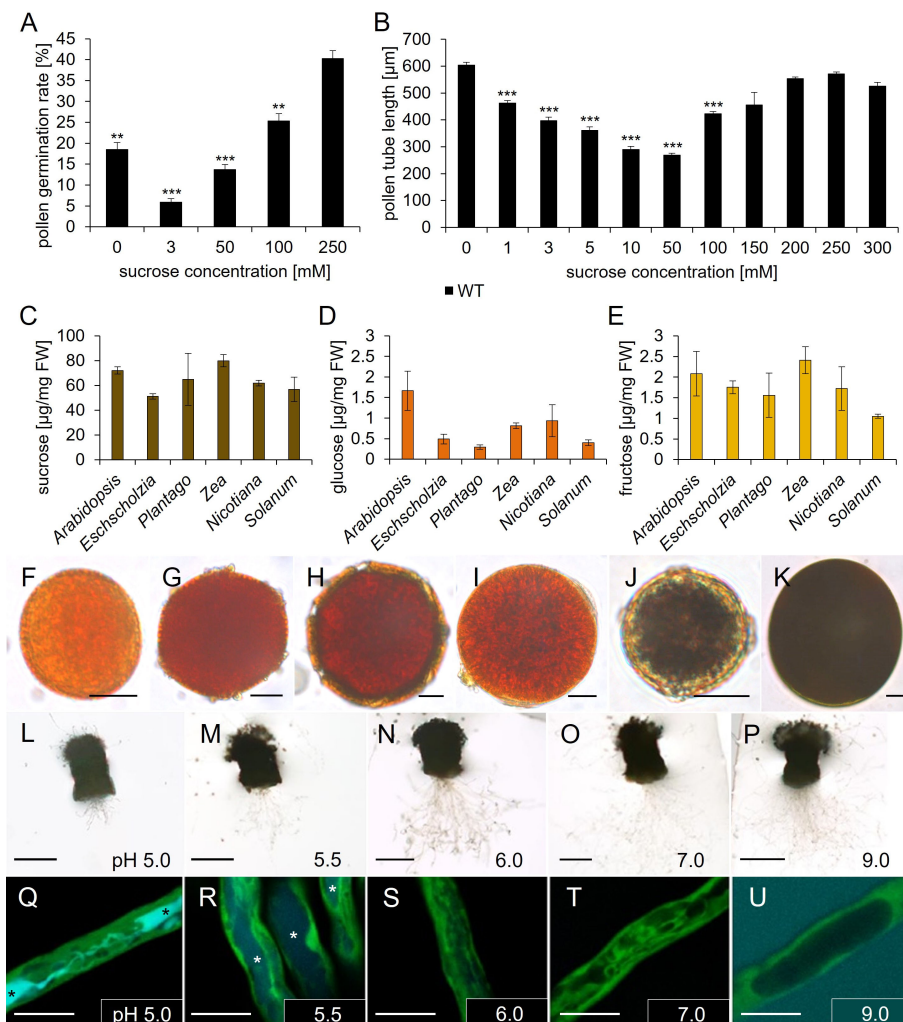 A
pollen germination rate [%]
45
40
35
30
25
20
15
10
5
0
**
***
***
**
0 3 50 100 250
sucrose concentration [mM]
B
pollen tube length [µm]
700
600
500
400
300
200
100
0
***
***
***
***
***
***
0 1 3 5 10 50 100 150 200 250 300
sucrose concentration [mM]
WT
C
sucrose [µg/mg FW]
100
80
60
40
20
0
Arabidopsis
Eschscholzia
Plantago
Zea
Nicotiana
Solanum
D
glucose [µg/mg FW]
3
2.5
2
1.5
1
0.5
0
Arabidopsis
Eschscholzia
Plantago
Zea
Nicotiana
Solanum
E
fructose [µg/mg FW]
3
2.5
2
1.5
1
0.5
0
Arabidopsis
Eschscholzia
Plantago
Zea
Nicotiana
Solanum
F G H I J K
L M N O P
pH 5.0 5.5 6.0 7.0 9.0
Q R S T U
* * * * * *
pH 5.0 5.5 6.0 7.0 9.0